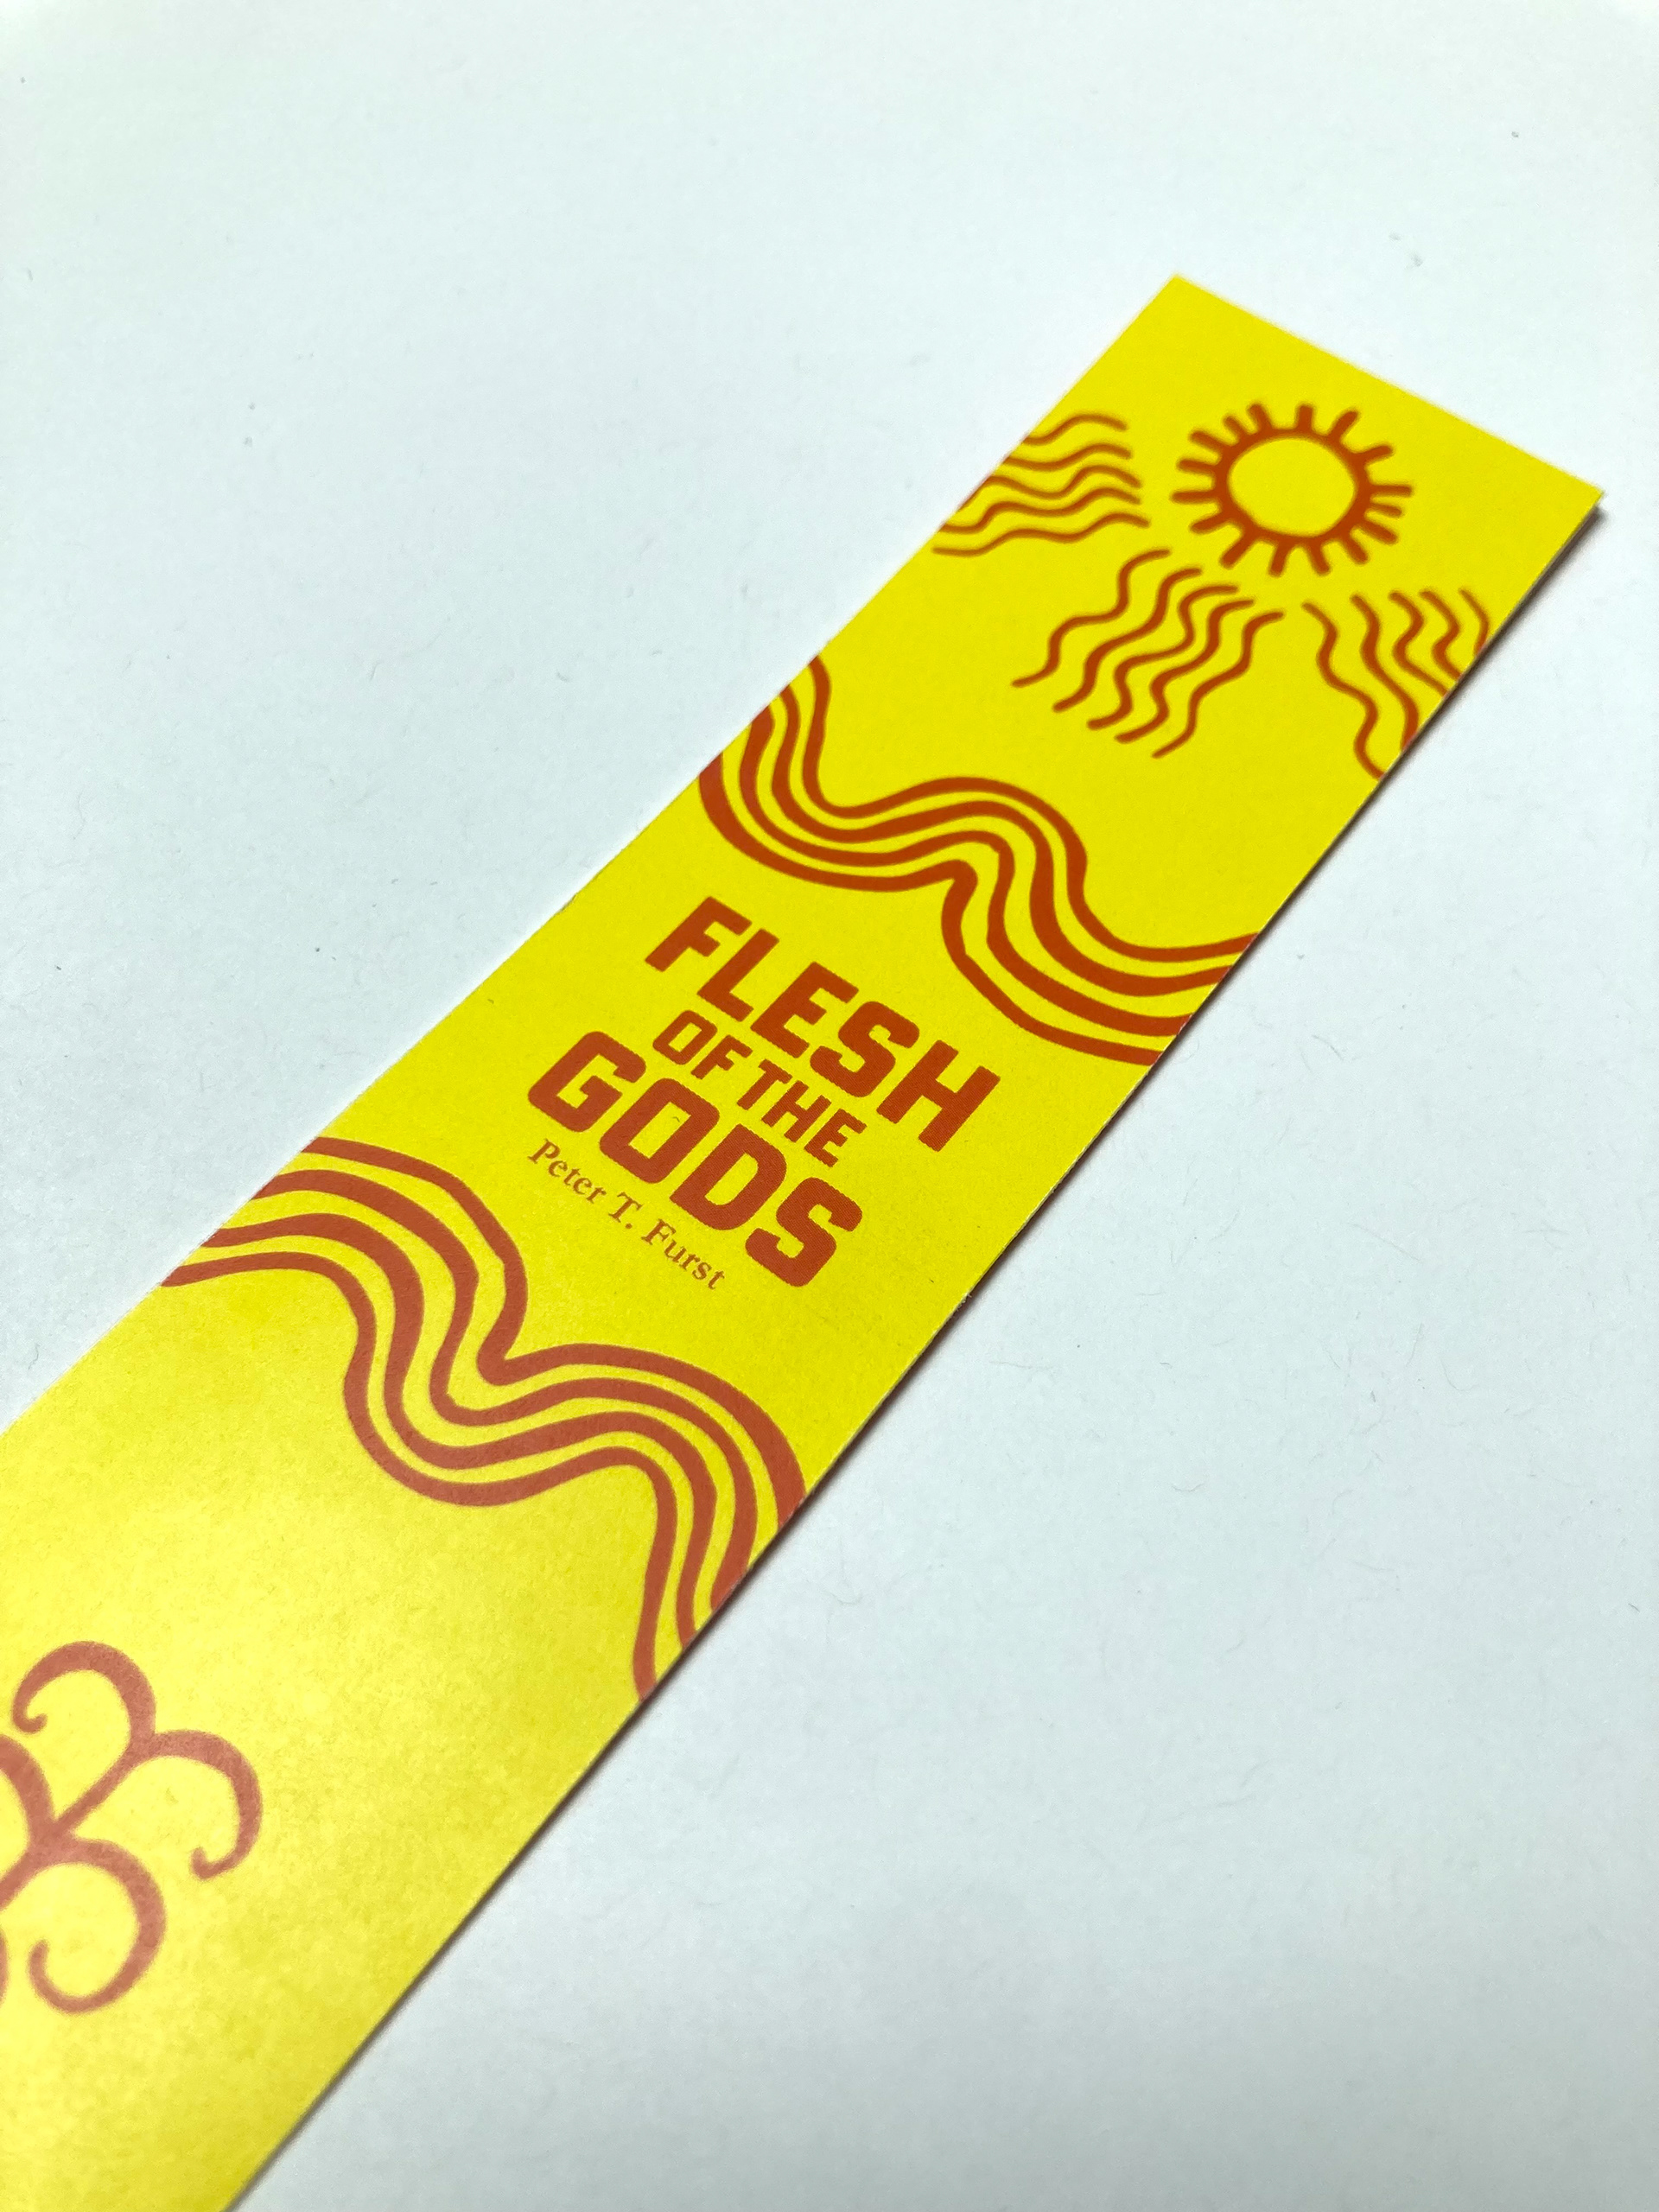 FLESH
OF THE
GODS
Peter T. Furst